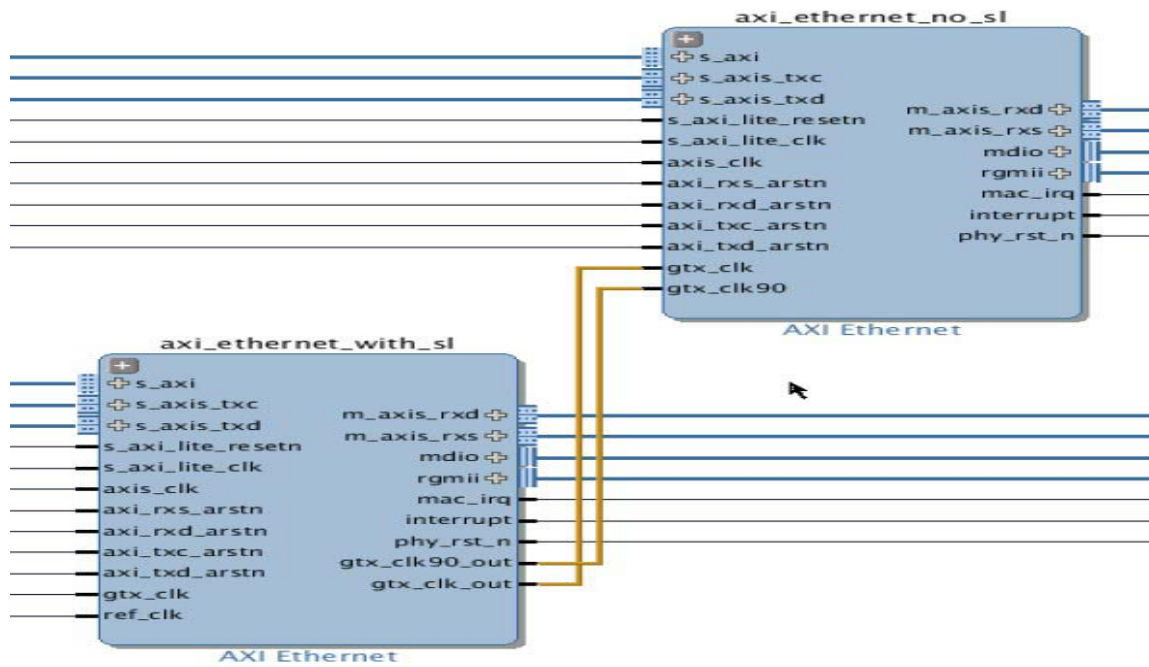 axi_ethernet_no_sl
s_axi
s_axis_txc
s_axis_txd
s_axi_lite_resetn
s_axi_lite_clk
axis_clk
axi_rxs_arstn
axi_rxd_arstn
axi_txc_arstn
axi_txd_arstn
gtx_clk
gtx_clk90
m_axis_rxd
m_axis_rxs
mdio
rgmii
mac_irq
interrupt
phy_rst_n
AXI Ethernet
axi_ethernet_with_sl
s_axi
s_axis_txc
s_axis_txd
s_axi_lite_resetn
s_axi_lite_clk
axis_clk
axi_rxs_arstn
axi_rxd_arstn
axi_txc_arstn
axi_txd_arstn
gtx_clk
ref_clk
m_axis_rxd
m_axis_rxs
mdio
rgmii
mac_irq
interrupt
phy_rst_n
gtx_clk90_out
gtx_clk_out
AXI Ethernet